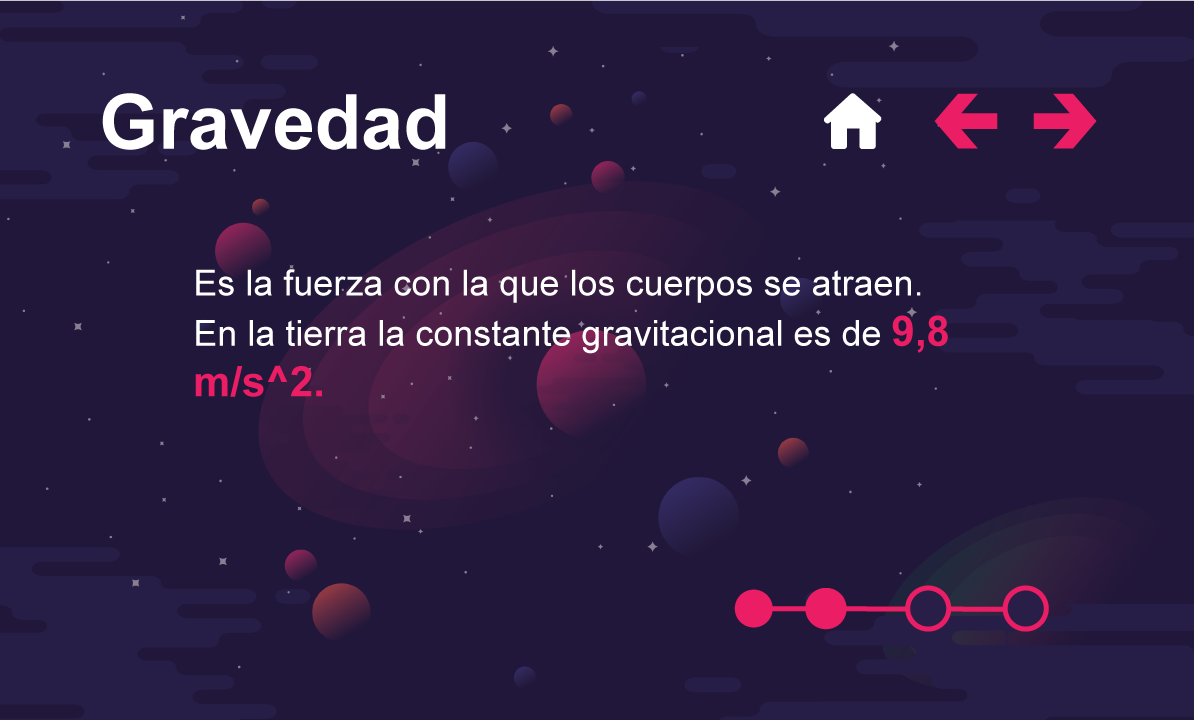 Gravedad
Es la fuerza con la que los cuerpos se atraen.
En la tierra la constante gravitacional es de 9,8
m/s^2.